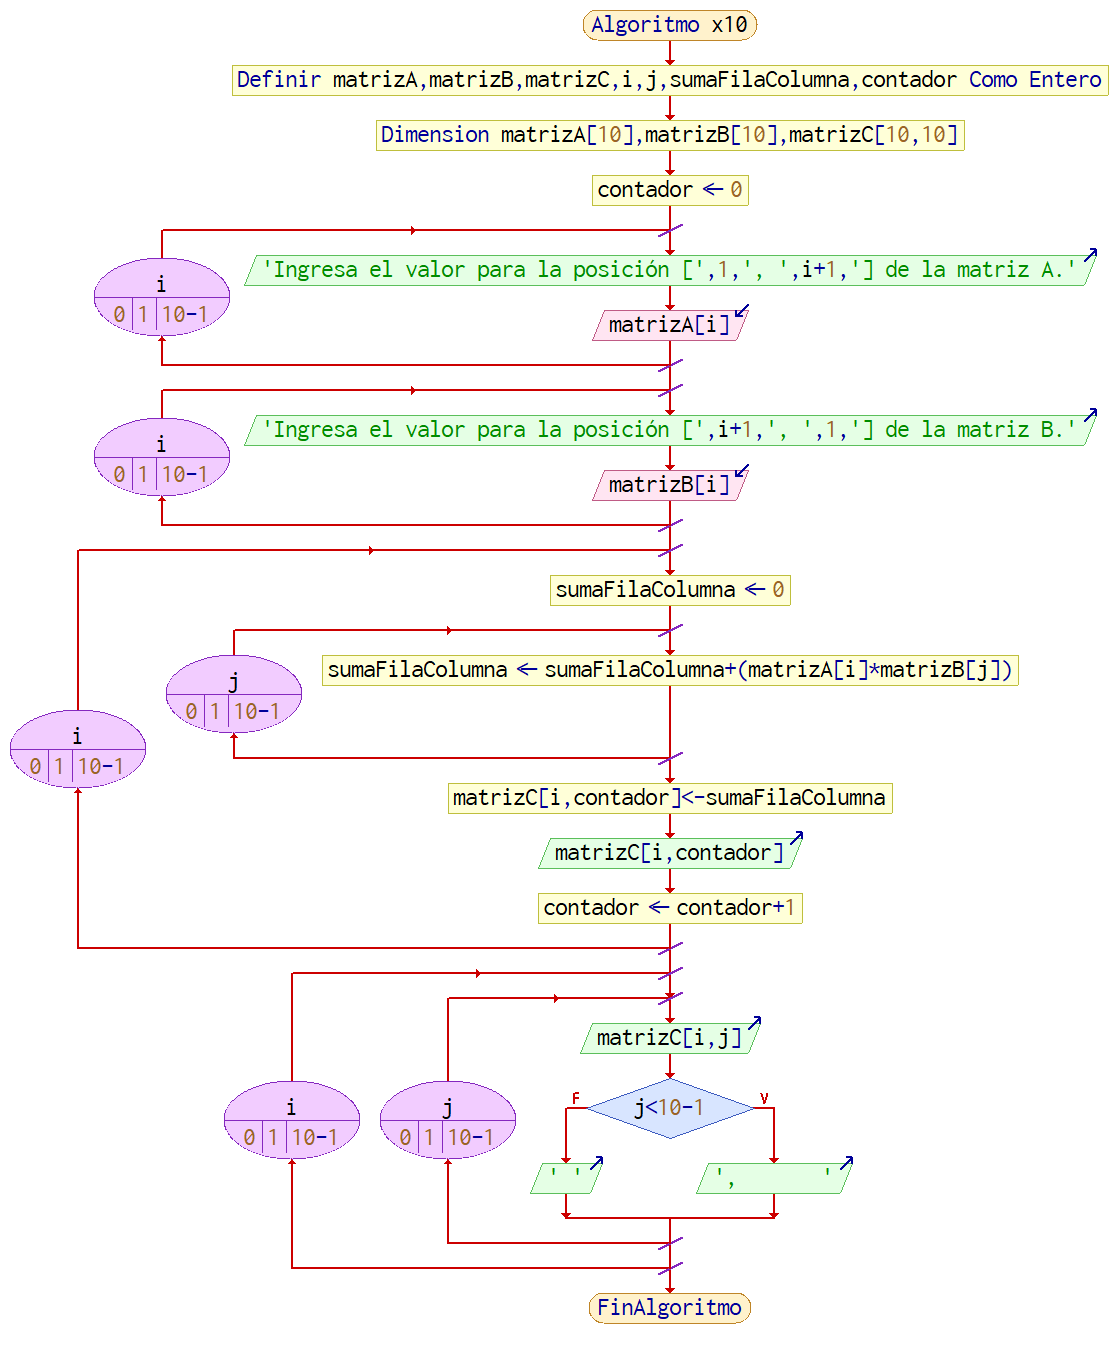 Algoritmo x10
Definir matrizA,matrizB,matrizC,i,j,sumaFilaColumna,contador Como Entero
Dimension matrizA[10],matrizB[10],matrizC[10,10]
contador ← 0
'Ingresa el valor para la posición [',1,', ',i+1,'] de la matriz A.'
i
0 1 10-1
matrizA[i]
'Ingresa el valor para la posición [',i+1,', ',1,'] de la matriz B.'
i
0 1 10-1
matrizB[i]
sumaFilaColumna ← 0
sumaFilaColumna ← sumaFilaColumna+(matrizA[i]*matrizB[j])
j
0 1 10-1
i
0 1 10-1
matrizC[i,contador]<-sumaFilaColumna
matrizC[i,contador]
contador ← contador+1
matrizC[i,j]
i
0 1 10-1
j
0 1 10-1
F
V
j<10-1
' '
',      '
FinAlgoritmo